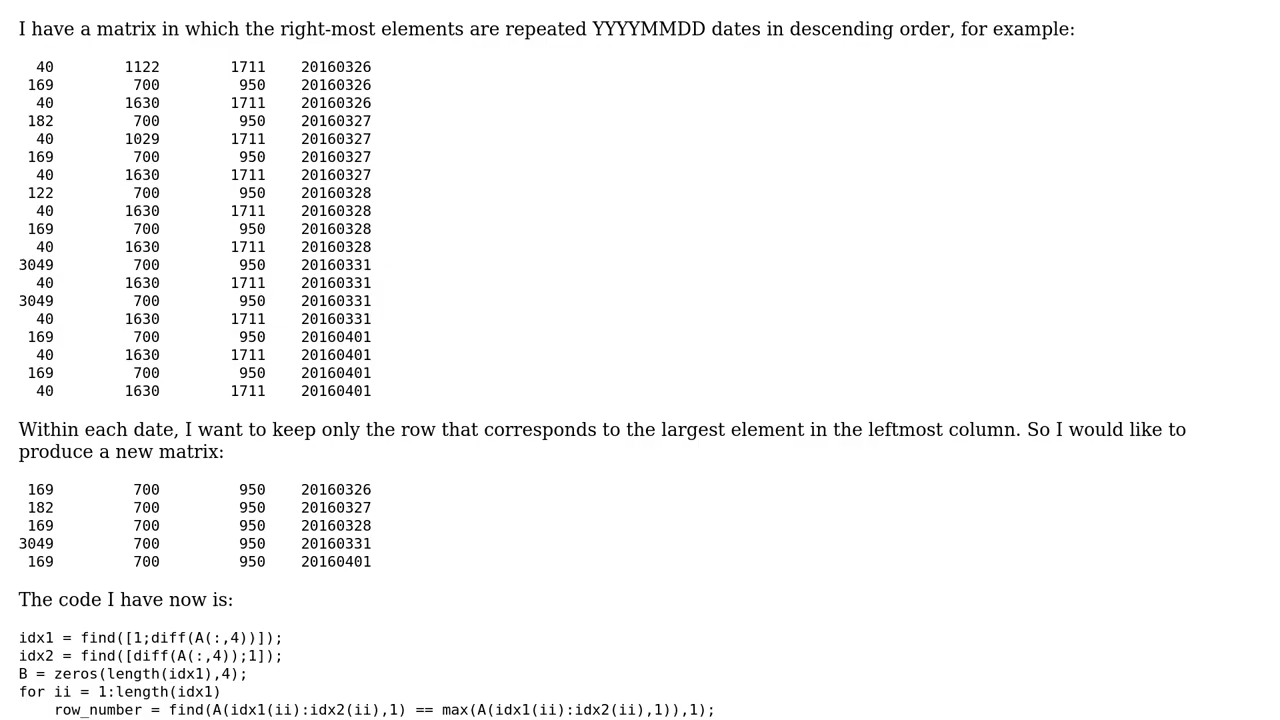 I have a matrix in which the right-most elements are repeated YYYYMMDD dates in descending order, for example:
40 1122 1711 20160326
169 700 950 20160326
40 1630 1711 20160326
182 700 950 20160327
40 1029 1711 20160327
169 700 950 20160327
40 1630 1711 20160327
122 700 950 20160328
40 1630 1711 20160328
169 700 950 20160328
40 1630 1711 20160328
3049 700 950 20160331
40 1630 1711 20160331
3049 700 950 20160331
40 1630 1711 20160331
169 700 950 20160401
40 1630 1711 20160401
169 700 950 20160401
40 1630 1711 20160401
Within each date, I want to keep only the row that corresponds to the largest element in the leftmost column. So I would like to
produce a new matrix:
169 700 950 20160326
182 700 950 20160327
169 700 950 20160328
3049 700 950 20160331
169 700 950 20160401
The code I have now is:
idx1 = find([1;diff(A(:,4))]);
idx2 = find([diff(A(:,4));1]);
B = zeros(length(idx1),4);
for ii = 1:length(idx1)
    row_number = find(A(idx1(ii):idx2(ii),1) == max(A(idx1(ii):idx2(ii),1)),1);